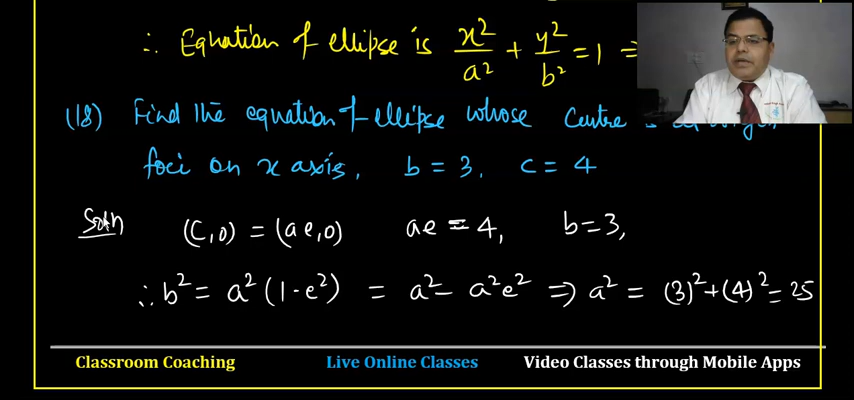 ∴ Equation of ellipse is x²/a² + y²/b² = 1 ⇒
(18) Find the equation of ellipse whose centre is
foci on x axis, b = 3, c = 4
Soln (c,0) = (ae,0) ae = 4, b = 3,
∴ b² = a² (1 - e²) = a² - a²e² ⇒ a² = (3)² + (4)² = 25
Classroom Coaching Live Online Classes Video Classes through Mobile Apps